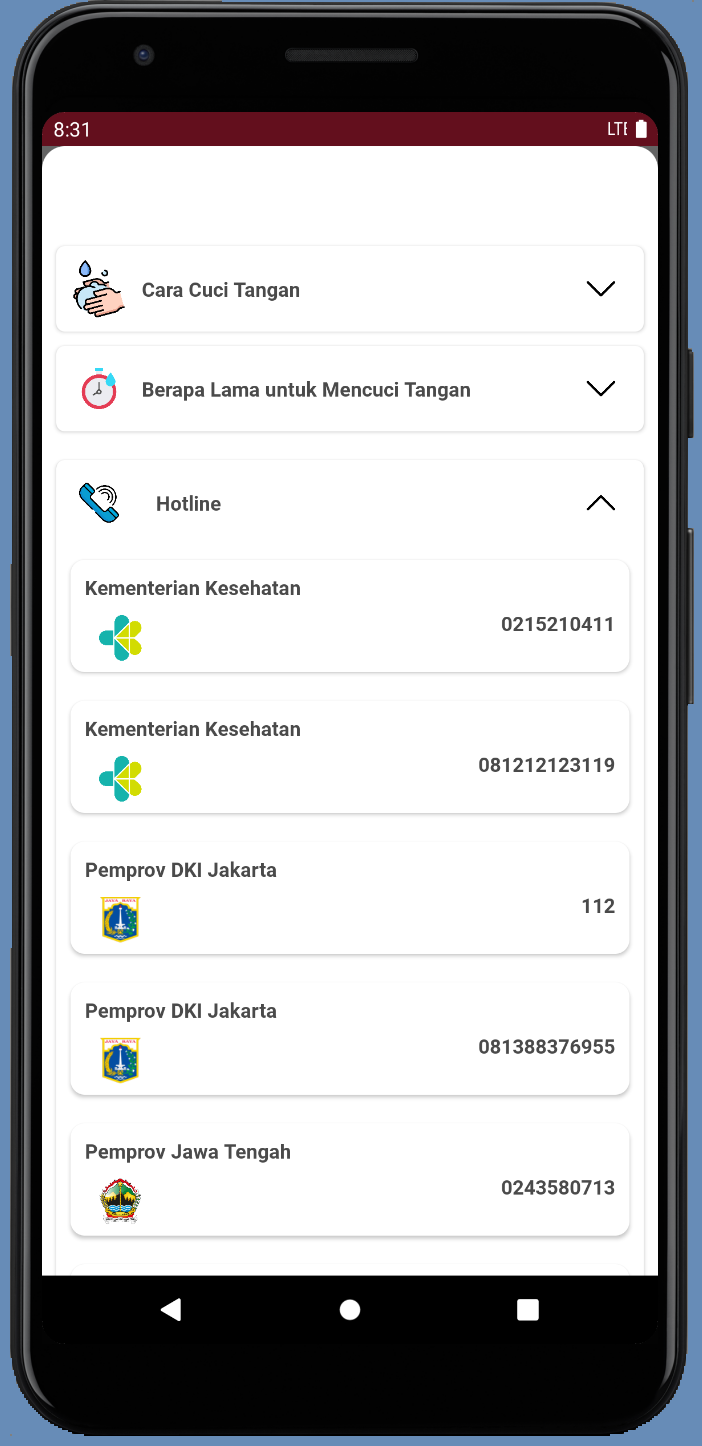 8:31
LTE
Cara Cuci Tangan
Berapa Lama untuk Mencuci Tangan
Hotline
Kementerian Kesehatan
0215210411
Kementerian Kesehatan
081212123119
Pemprov DKI Jakarta
112
Pemprov DKI Jakarta
081388376955
Pemprov Jawa Tengah
0243580713